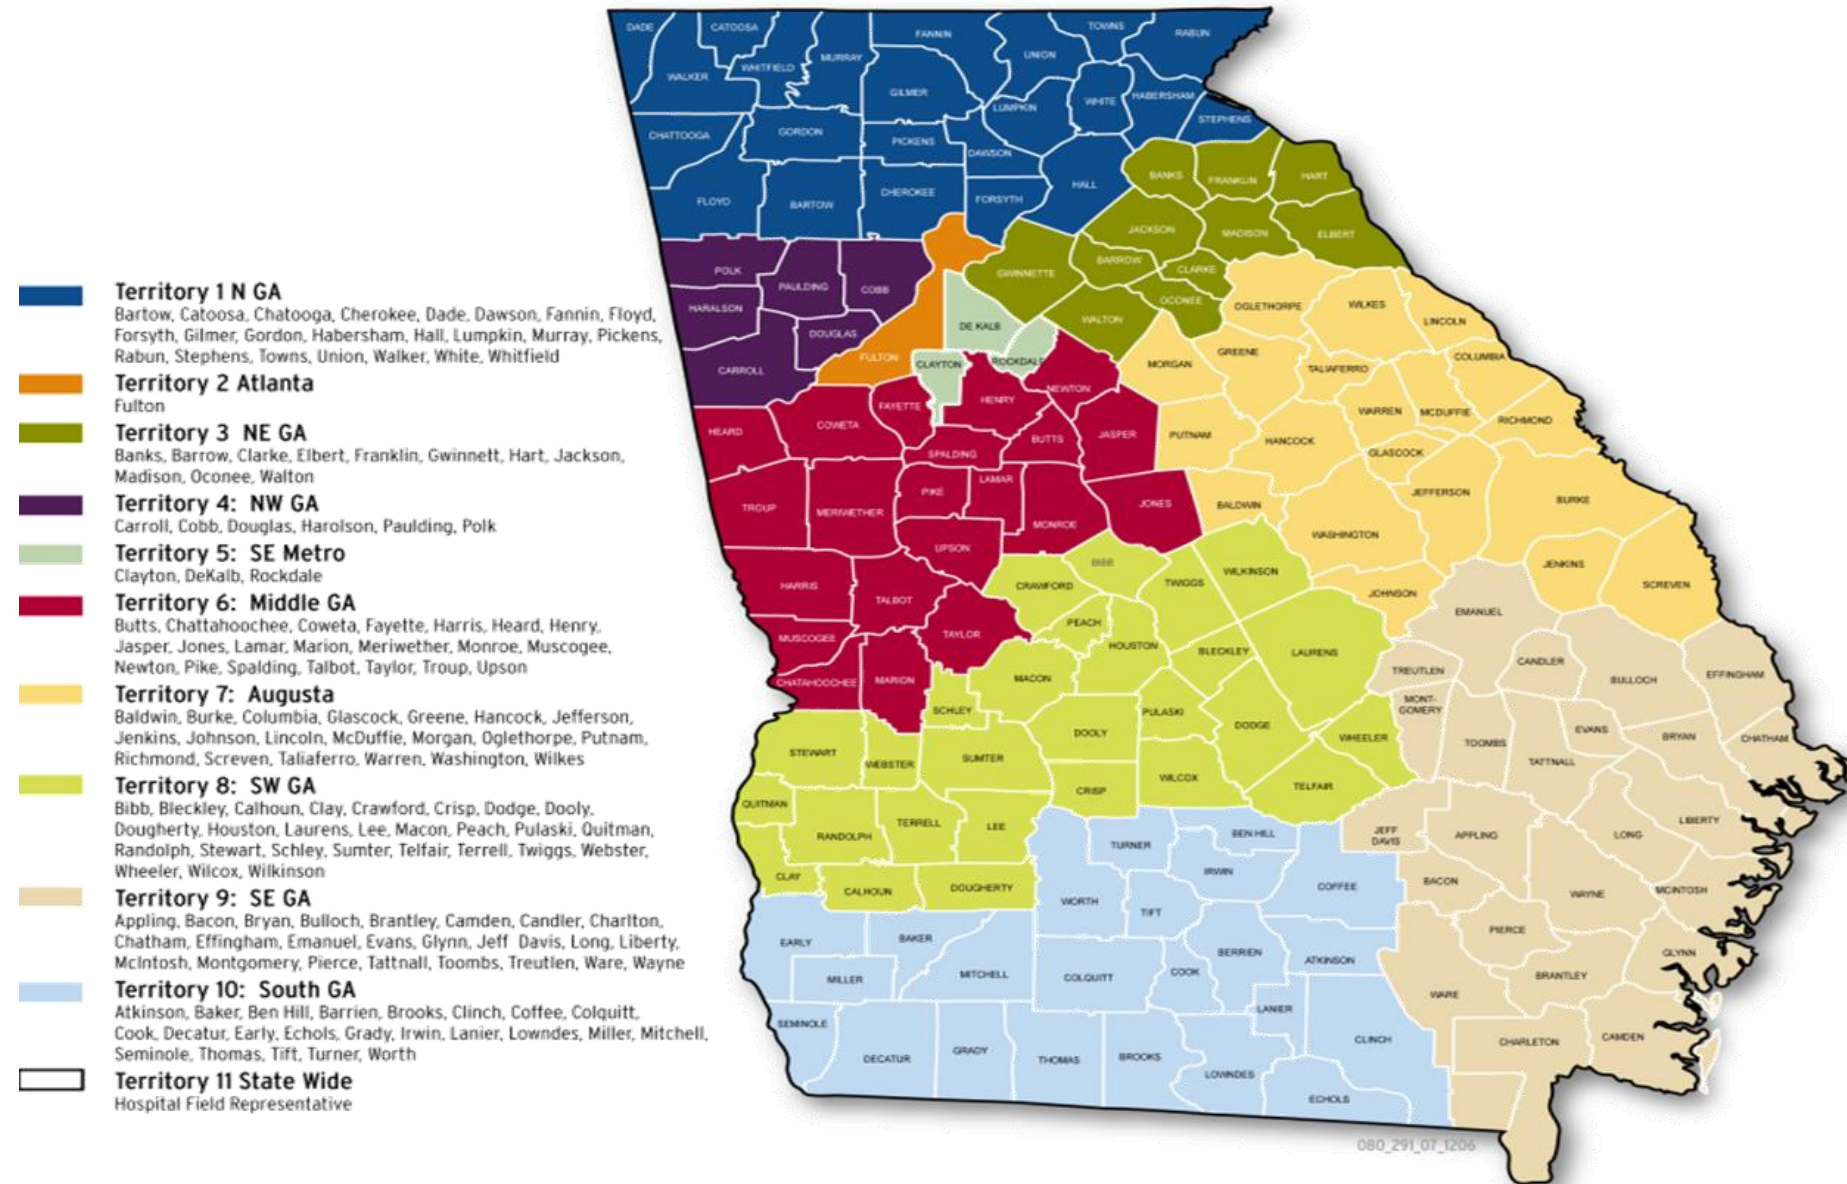 Territory 1 N GA
Bartow, Catoosa, Chatooga, Cherokee, Dade, Dawson, Fannin, Floyd,
Forsyth, Gilmer, Gordon, Habersham, Hall, Lumpkin, Murray, Pickens,
Rabun, Stephens, Towns, Union, Walker, White, Whitfield
Territory 2 Atlanta
Fulton
Territory 3 NE GA
Banks, Barrow, Clarke, Elbert, Franklin, Gwinnett, Hart, Jackson,
Madison, Oconee, Walton
Territory 4: NW GA
Carroll, Cobb, Douglas, Harolson, Paulding, Polk
Territory 5: SE Metro
Clayton, DeKalb, Rockdale
Territory 6: Middle GA
Butts, Chattahoochee, Coweta, Fayette, Harris, Heard, Henry,
Jasper, Jones, Lamar, Marion, Meriwether, Monroe, Muscogee,
Newton, Pike, Spalding, Talbot, Taylor, Troup, Upson
Territory 7: Augusta
Baldwin, Burke, Columbia, Glascock, Greene, Hancock, Jefferson,
Jenkins, Johnson, Lincoln, McDuffie, Morgan, Oglethorpe, Putnam,
Richmond, Screven, Taliaferro, Warren, Washington, Wilkes
Territory 8: SW GA
Bibb, Bleckley, Calhoun, Clay, Crawford, Crisp, Dodge, Dooly,
Dougherty, Houston, Laurens, Lee, Macon, Peach, Pulaski, Quitman,
Randolph, Stewart, Schley, Sumter, Telfair, Terrell, Twiggs, Webster,
Wheeler, Wilcox, Wilkinson
Territory 9: SE GA
Appling, Bacon, Bryan, Bulloch, Brantley, Camden, Candler, Charlton,
Chatham, Effingham, Emanuel, Evans, Glynn, Jeff Davis, Long, Liberty,
McIntosh, Montgomery, Pierce, Tattnall, Toombs, Treutlen, Ware, Wayne
Territory 10: South GA
Atkinson, Baker, Ben Hill, Barrien, Brooks, Clinch, Coffee, Colquitt,
Cook, Decatur, Early, Echols, Grady, Irwin, Lanier, Lowndes, Miller, Mitchell,
Seminole, Thomas, Tift, Turner, Worth
Territory 11 State Wide
Hospital Field Representative
DADE
CATOOSA
FANNIN
TOWNS
RABUN
WALKER
WHITFIELD
MURRAY
UNION
GILMER
LUMPKIN
WHITE
HABERSHAM
STEPHENS
CHATTOOGA
GORDON
PICKENS
DAWSON
FLOYD
BARTOW
CHEROKEE
FORSYTH
HALL
BANKS
FRANKLIN
HART
JACKSON
MADISON
ELBERT
POLK
PAULDING
COBB
GWINNETTE
BARROW
CLARKE
OCONEE
HARALSON
DOUGLAS
DE KALB
WALTON
OGLETHORPE
WILKES
LINCOLN
CARROLL
FULTON
CLAYTON
ROCKDALE
MORGAN
GREENE
TALIAFERRO
COLUMBIA
HEARD
COWETA
FAYETTE
HENRY
NEWTON
BUTTS
JASPER
PUTNAM
HANCOCK
WARREN
MCDUFFIE
RICHMOND
GLASCOCK
SPALDING
TROUP
MERIWETHER
PIKE
LAMAR
MONROE
JONES
BALDWIN
WASHINGTON
JEFFERSON
BURKE
UPSON
HARRIS
TALBOT
CRAWFORD
BIBB
TWIGGS
WILKINSON
JOHNSON
JENKINS
SCREVEN
MUSCOGEE
TAYLOR
PEACH
HOUSTON
BLECKLEY
LAURENS
EMANUEL
CHATAHOOCHEE
MARION
MACON
TREUTLEN
CANDLER
BULLOCH
EFFINGHAM
SCHLEY
PULASKI
DODGE
MONT-
GOMERY
STEWART
WEBSTER
SUMTER
DOOLY
WHEELER
TOOMBS
EVANS
BRYAN
CHATHAM
TATTNALL
QUITMAN
RANDOLPH
TERRELL
LEE
CRISP
WILCOX
TELFAIR
CLAY
CALHOUN
DOUGHERTY
TURNER
BEN HILL
JEFF
DAVIS
APPLING
LONG
LIBERTY
WORTH
TIFT
IRWIN
COFFEE
BACON
WAYNE
MCINTOSH
EARLY
BAKER
MILLER
MITCHELL
COLQUITT
COOK
BERRIEN
ATKINSON
PIERCE
BRANTLEY
GLYNN
SEMINOLE
DECATUR
GRADY
THOMAS
BROOKS
LANIER
LOWNDES
CLINCH
ECHOLS
WARE
CHARLETON
CAMDEN
080_291_07_1206